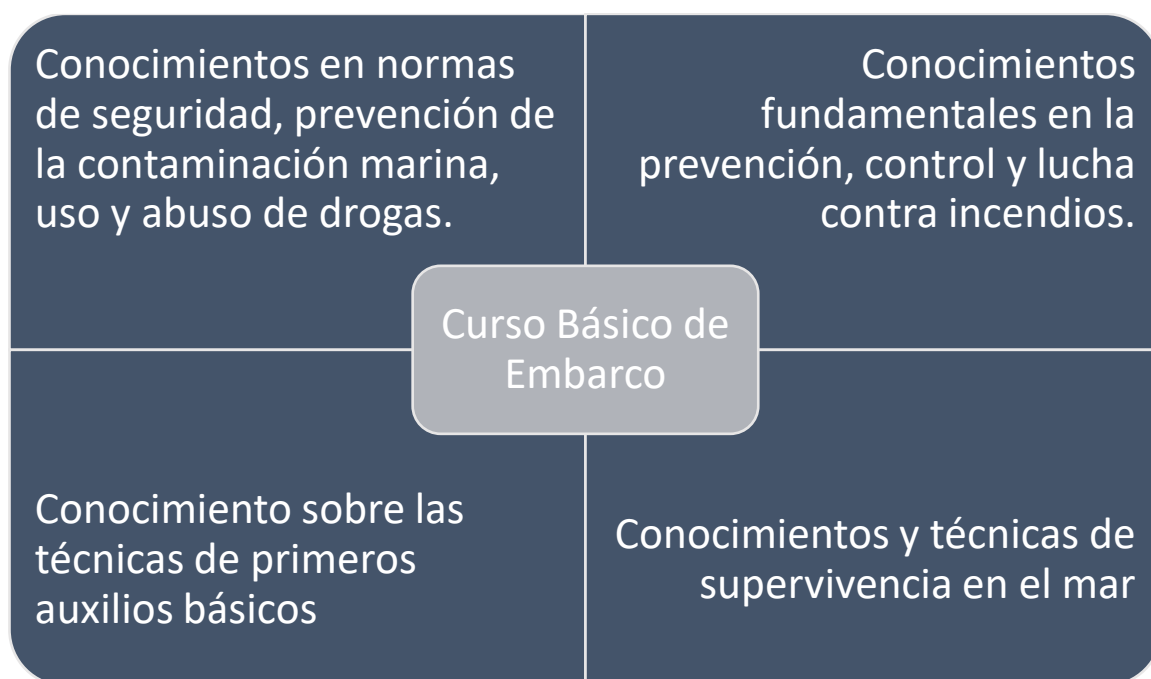 Conocimientos en normas
de seguridad, prevención de
la contaminación marina,
uso y abuso de drogas.
Conocimientos
fundamentales en la
prevención, control y lucha
contra incendios.
Curso Básico de
Embarco
Conocimiento sobre las
técnicas de primeros
auxilios básicos
Conocimientos y técnicas de
supervivencia en el mar